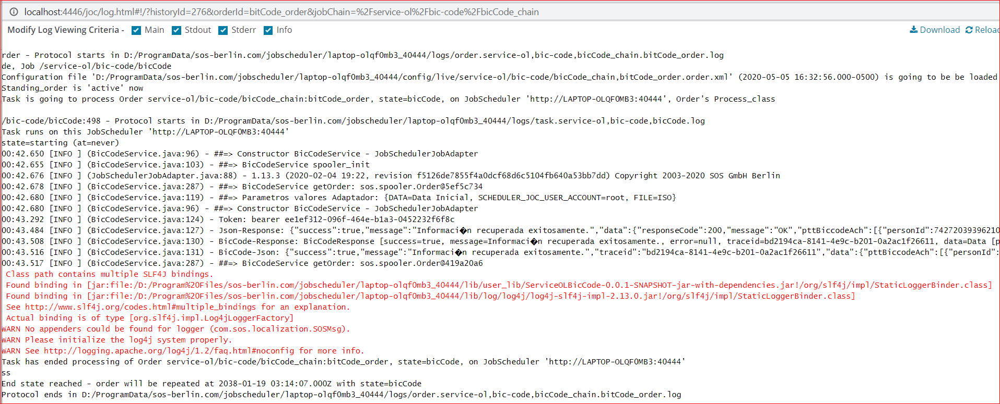 localhost:4446/joc/log.html#!/?historyId=276&orderId=bitCode_order&jobChain=%2Fservice-ol%2Fbic-code%2FbicCode_chain
Modify Log Viewing Criteria - Main Stdout Stderr Info Download Reload
rder - Protocol starts in D:/ProgramData/sos-berlin.com/jobscheduler/laptop-olqf0mb3_40444/logs/order.service-ol,bic-code,bicCode_chain.bitCode_order.log
de, Job /service-ol/bic-code/bicCode
Configuration file 'D:/ProgramData/sos-berlin.com/jobscheduler/laptop-olqf0mb3_40444/config/live/service-ol/bic-code/bicCode_chain,bitCode_order.order.xml' (2020-05-05 16:32:56.000-0500) is going to be be loaded
Standing_order is 'active' now
Task is going to process Order service-ol/bic-code/bicCode_chain:bitCode_order, state=bicCode, on JobScheduler 'http://LAPTOP-OLQF0MB3:40444', Order's Process_class
/bic-code/bicCode:498 - Protocol starts in D:/ProgramData/sos-berlin.com/jobscheduler/laptop-olqf0mb3_40444/logs/task.service-ol,bic-code,bicCode.log
Task runs on this JobScheduler 'http://LAPTOP-OLQF0MB3:40444'
state=starting (at=never)
00:42.650 [INFO ] (BicCodeService.java:96) - ##=> Constructor BicCodeService - JobSchedulerJobAdapter
00:42.655 [INFO ] (BicCodeService.java:103) - ##=> BicCodeService spooler_init
00:42.676 [INFO ] (JobSchedulerJobAdapter.java:88) - 1.13.3 (2020-02-04 19:22, revision f5126de7855f4a0dcf68d6c5104fb640a53bb7dd) Copyright 2003-2020 SOS GmbH Berlin
00:42.678 [INFO ] (BicCodeService.java:287) - ##=> BicCodeService getOrder: sos.spooler.Order@5ef5c734
00:42.680 [INFO ] (BicCodeService.java:119) - ##=> Parametros valores Adaptador: {DATA=Data Inicial, SCHEDULER_JOC_USER_ACCOUNT=root, FILE=ISO}
00:42.680 [INFO ] (BicCodeService.java:96) - ##=> Constructor BicCodeService - JobSchedulerJobAdapter
00:43.292 [INFO ] (BicCodeService.java:124) - Token: bearer ee1ef312-096f-464e-b1a3-0452232f6f8c
00:43.484 [INFO ] (BicCodeService.java:127) - Json-Response: {"success":true,"message":"Informaci�n recuperada exitosamente.","data":{"responseCode":200,"message":"OK","pttBiccodeAch":[{"personId":74272039396210
00:43.508 [INFO ] (BicCodeService.java:130) - BicCode-Response: BicCodeResponse [success=true, message=Informaci�n recuperada exitosamente., error=null, traceid=bd2194ca-8141-4e9c-b201-0a2ac1f26611, data=Data [p
00:43.516 [INFO ] (BicCodeService.java:131) - BicCode-Json: {"success":true,"message":"Informaci�n recuperada exitosamente.","traceid":"bd2194ca-8141-4e9c-b201-0a2ac1f26611","data":{"pttBiccodeAch":[{"personId":
00:43.517 [INFO ] (BicCodeService.java:287) - ##=> BicCodeService getOrder: sos.spooler.Order@419a20a6
Class path contains multiple SLF4J bindings.
Found binding in [jar:file:/D:/Program%20Files/sos-berlin.com/jobscheduler/laptop-olqf0mb3_40444/lib/user_lib/ServiceOLBicCode-0.0.1-SNAPSHOT-jar-with-dependencies.jar!/org/slf4j/impl/StaticLoggerBinder.class]
Found binding in [jar:file:/D:/Program%20Files/sos-berlin.com/jobscheduler/laptop-olqf0mb3_40444/lib/log/log4j/log4j-slf4j-impl-2.13.0.jar!/org/slf4j/impl/StaticLoggerBinder.class]
See http://www.slf4j.org/codes.html#multiple_bindings for an explanation.
Actual binding is of type [org.slf4j.impl.Log4jLoggerFactory]
WARN No appenders could be found for logger (com.sos.localization.SOSMsg).
WARN Please initialize the log4j system properly.
WARN See http://logging.apache.org/log4j/1.2/faq.html#noconfig for more info.
Task has ended processing of Order service-ol/bic-code/bicCode_chain:bitCode_order, state=bicCode, on JobScheduler 'http://LAPTOP-OLQF0MB3:40444'
ss
End state reached - order will be repeated at 2038-01-19 03:14:07.000Z with state=bicCode
Protocol ends in D:/ProgramData/sos-berlin.com/jobscheduler/laptop-olqf0mb3_40444/logs/order.service-ol,bic-code,bicCode_chain.bitCode_order.log